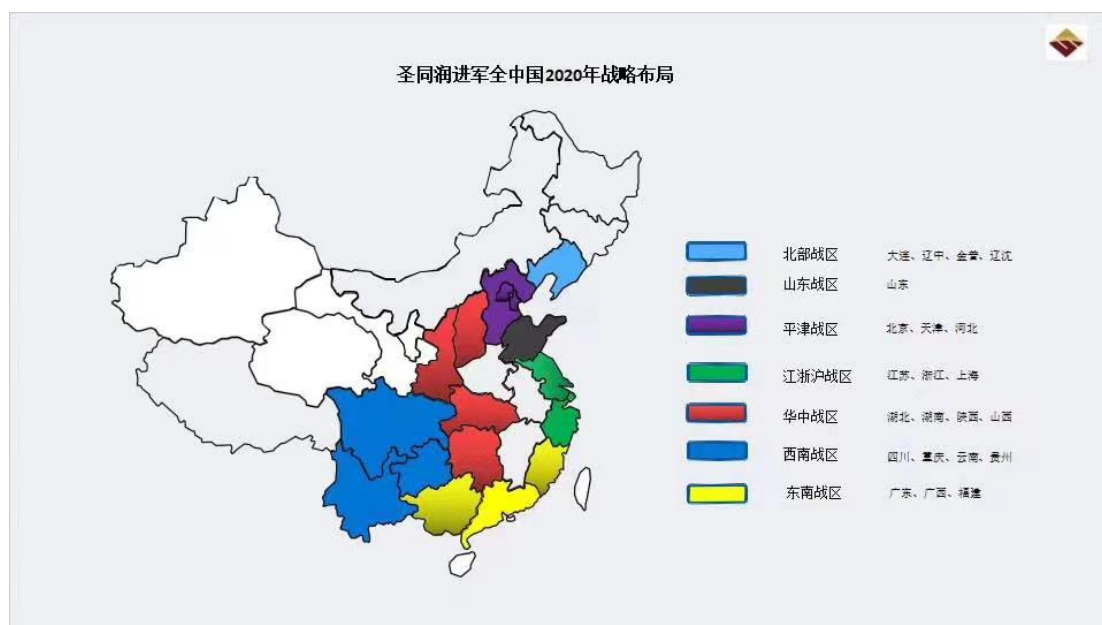 圣同润进军全中国2020年战略布局
北部战区 大连、辽中、金普、辽沈
山东战区 山东
平津战区 北京、天津、河北
江浙沪战区 江苏、浙江、上海
华中战区 湖北、湖南、陕西、山西
西南战区 四川、重庆、云南、贵州
东南战区 广东、广西、福建